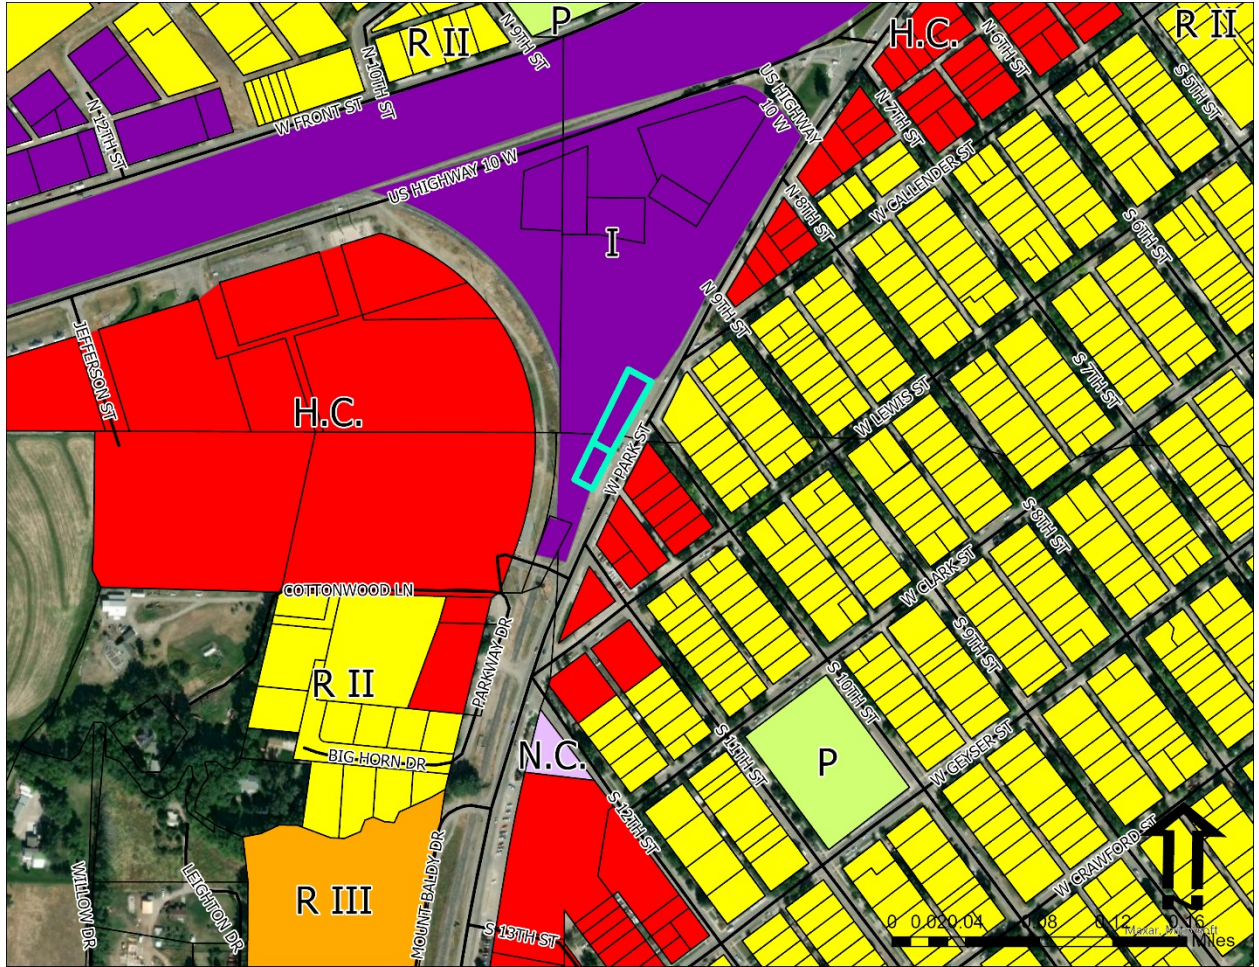 P
R II
H.C.
R II
N 9TH ST
N 10TH ST
N 6TH ST
S 5TH ST
US HIGHWAY
10 W
N 12TH ST
W FRONT ST
N 7TH ST
US HIGHWAY 10 W
W CALLENDER ST
N 8TH ST
S 6TH ST
I
N 9TH ST
JEFFERSON ST
S 7TH ST
H.C.
W LEWIS ST
W PARK ST
S 8TH ST
W CLARK ST
COTTONWOOD LN
S 9TH ST
PARKWAY DR
R II
S 10TH ST
BIG HORN DR
N.C.
S 11TH ST
P
W GEYSER ST
S 12TH ST
W CRAWFORD ST
R III
MOUNT BALDY DR
WILLOW DR
LEIGHTON DR
S 13TH ST
N
0 0.020.04 0.08 0.12 0.16
Miles
Maxar, Microsoft